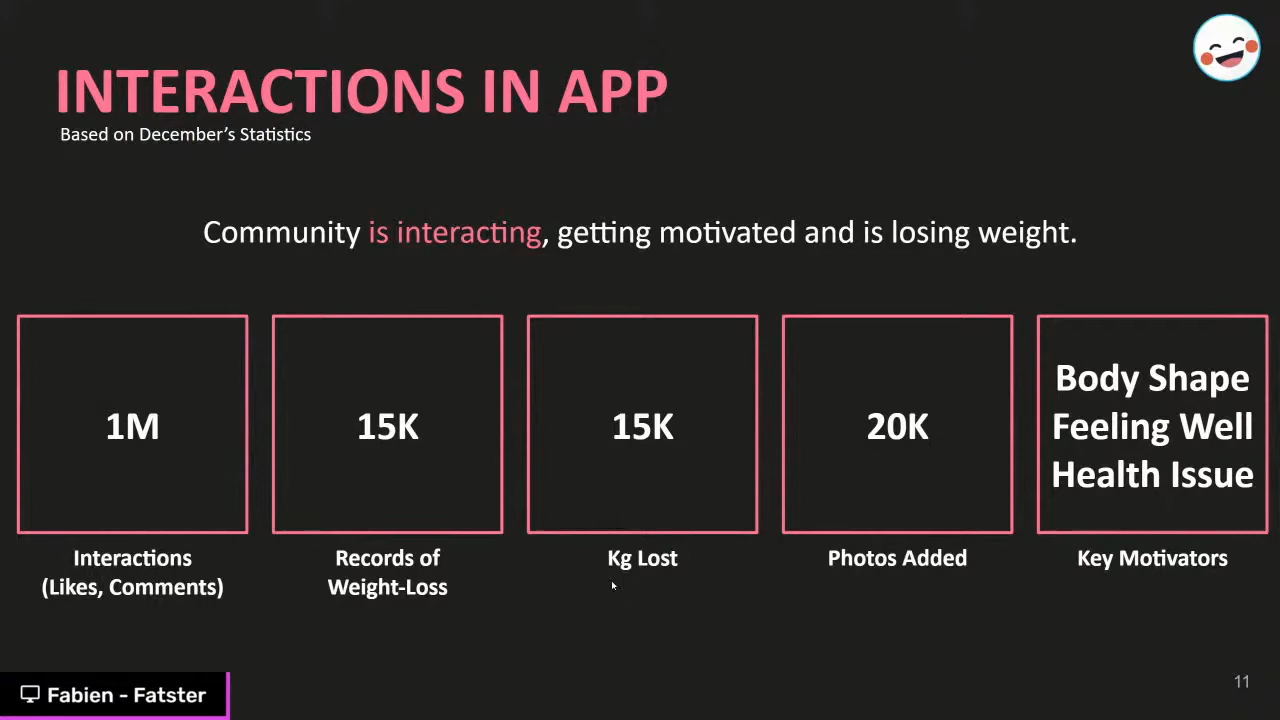 INTERACTIONS IN APP
Based on December's Statistics
Community is interacting, getting motivated and is losing weight.
1M
Interactions
(Likes, Comments)
15K
Records of
Weight-Loss
15K
Kg Lost
20K
Photos Added
Body Shape
Feeling Well
Health Issue
Key Motivators
Fabien - Fatster
11